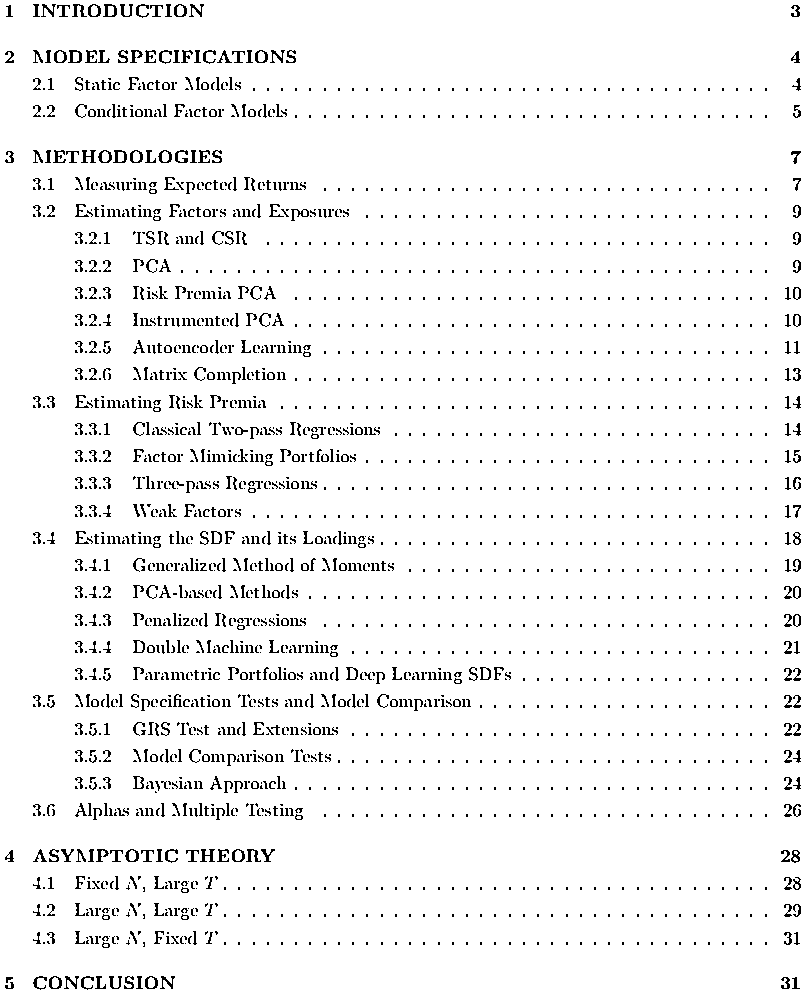 1 INTRODUCTION 3
2 MODEL SPECIFICATIONS 4
2.1 Static Factor Models . . . . . . . . . . . . . . . . . . . . . . . . . . . . . . . . . . . . . 4
2.2 Conditional Factor Models . . . . . . . . . . . . . . . . . . . . . . . . . . . . . . . . . . 5
3 METHODOLOGIES 7
3.1 Measuring Expected Returns . . . . . . . . . . . . . . . . . . . . . . . . . . . . . . . . 7
3.2 Estimating Factors and Exposures . . . . . . . . . . . . . . . . . . . . . . . . . . . . . 9
3.2.1 TSR and CSR . . . . . . . . . . . . . . . . . . . . . . . . . . . . . . . . . . . . 9
3.2.2 PCA . . . . . . . . . . . . . . . . . . . . . . . . . . . . . . . . . . . . . . . . . . 9
3.2.3 Risk Premia PCA . . . . . . . . . . . . . . . . . . . . . . . . . . . . . . . . . . 10
3.2.4 Instrumented PCA . . . . . . . . . . . . . . . . . . . . . . . . . . . . . . . . . . 10
3.2.5 Autoencoder Learning . . . . . . . . . . . . . . . . . . . . . . . . . . . . . . . . 11
3.2.6 Matrix Completion . . . . . . . . . . . . . . . . . . . . . . . . . . . . . . . . . . 13
3.3 Estimating Risk Premia . . . . . . . . . . . . . . . . . . . . . . . . . . . . . . . . . . . 14
3.3.1 Classical Two-pass Regressions . . . . . . . . . . . . . . . . . . . . . . . . . . . 14
3.3.2 Factor Mimicking Portfolios . . . . . . . . . . . . . . . . . . . . . . . . . . . . . 15
3.3.3 Three-pass Regressions . . . . . . . . . . . . . . . . . . . . . . . . . . . . . . . . 16
3.3.4 Weak Factors . . . . . . . . . . . . . . . . . . . . . . . . . . . . . . . . . . . . . 17
3.4 Estimating the SDF and its Loadings . . . . . . . . . . . . . . . . . . . . . . . . . . . . 18
3.4.1 Generalized Method of Moments . . . . . . . . . . . . . . . . . . . . . . . . . . 19
3.4.2 PCA-based Methods . . . . . . . . . . . . . . . . . . . . . . . . . . . . . . . . . 20
3.4.3 Penalized Regressions . . . . . . . . . . . . . . . . . . . . . . . . . . . . . . . . 20
3.4.4 Double Machine Learning . . . . . . . . . . . . . . . . . . . . . . . . . . . . . . 21
3.4.5 Parametric Portfolios and Deep Learning SDFs . . . . . . . . . . . . . . . . . . 22
3.5 Model Specification Tests and Model Comparison . . . . . . . . . . . . . . . . . . . . . 22
3.5.1 GRS Test and Extensions . . . . . . . . . . . . . . . . . . . . . . . . . . . . . . 22
3.5.2 Model Comparison Tests . . . . . . . . . . . . . . . . . . . . . . . . . . . . . . . 24
3.5.3 Bayesian Approach . . . . . . . . . . . . . . . . . . . . . . . . . . . . . . . . . . 24
3.6 Alphas and Multiple Testing . . . . . . . . . . . . . . . . . . . . . . . . . . . . . . . . 26
4 ASYMPTOTIC THEORY 28
4.1 Fixed N, Large T . . . . . . . . . . . . . . . . . . . . . . . . . . . . . . . . . . . . . . . 28
4.2 Large N, Large T . . . . . . . . . . . . . . . . . . . . . . . . . . . . . . . . . . . . . . . 29
4.3 Large N, Fixed T . . . . . . . . . . . . . . . . . . . . . . . . . . . . . . . . . . . . . . . 31
5 CONCLUSION 31